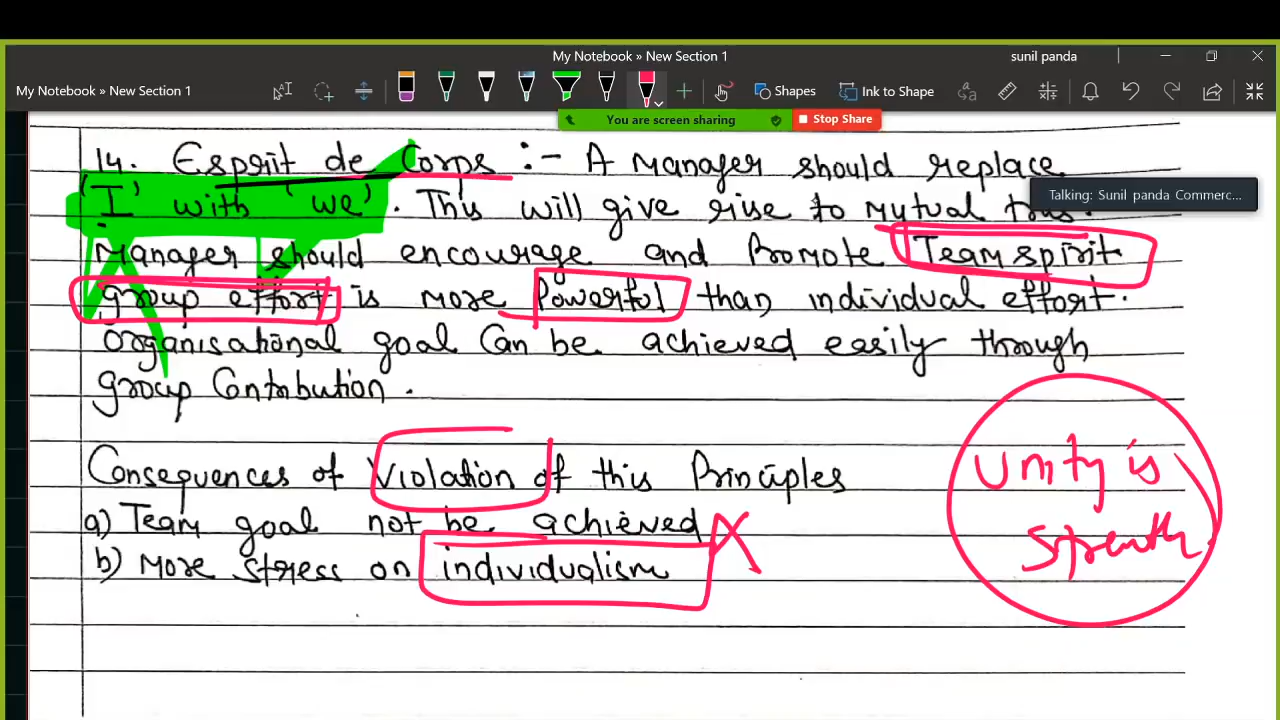 My Notebook » New Section 1
sunil panda
My Notebook » New Section 1
Shapes
Ink to Shape
You are screen sharing
Stop Share
14. Esprit de Corps :- A Manager should replace
'I' with 'we'. This will give rise to Mutual
Talking: Sunil panda Commerc...
Manager should encourage and Promote Team spirit
group effort is more Powerful than individual effort.
organisational goal Can be achieved easily through
group Contribution.
Consequences of Violation of this Principles
a) Team goal not be achieved
b) More stress on individualism
unity is
strenth